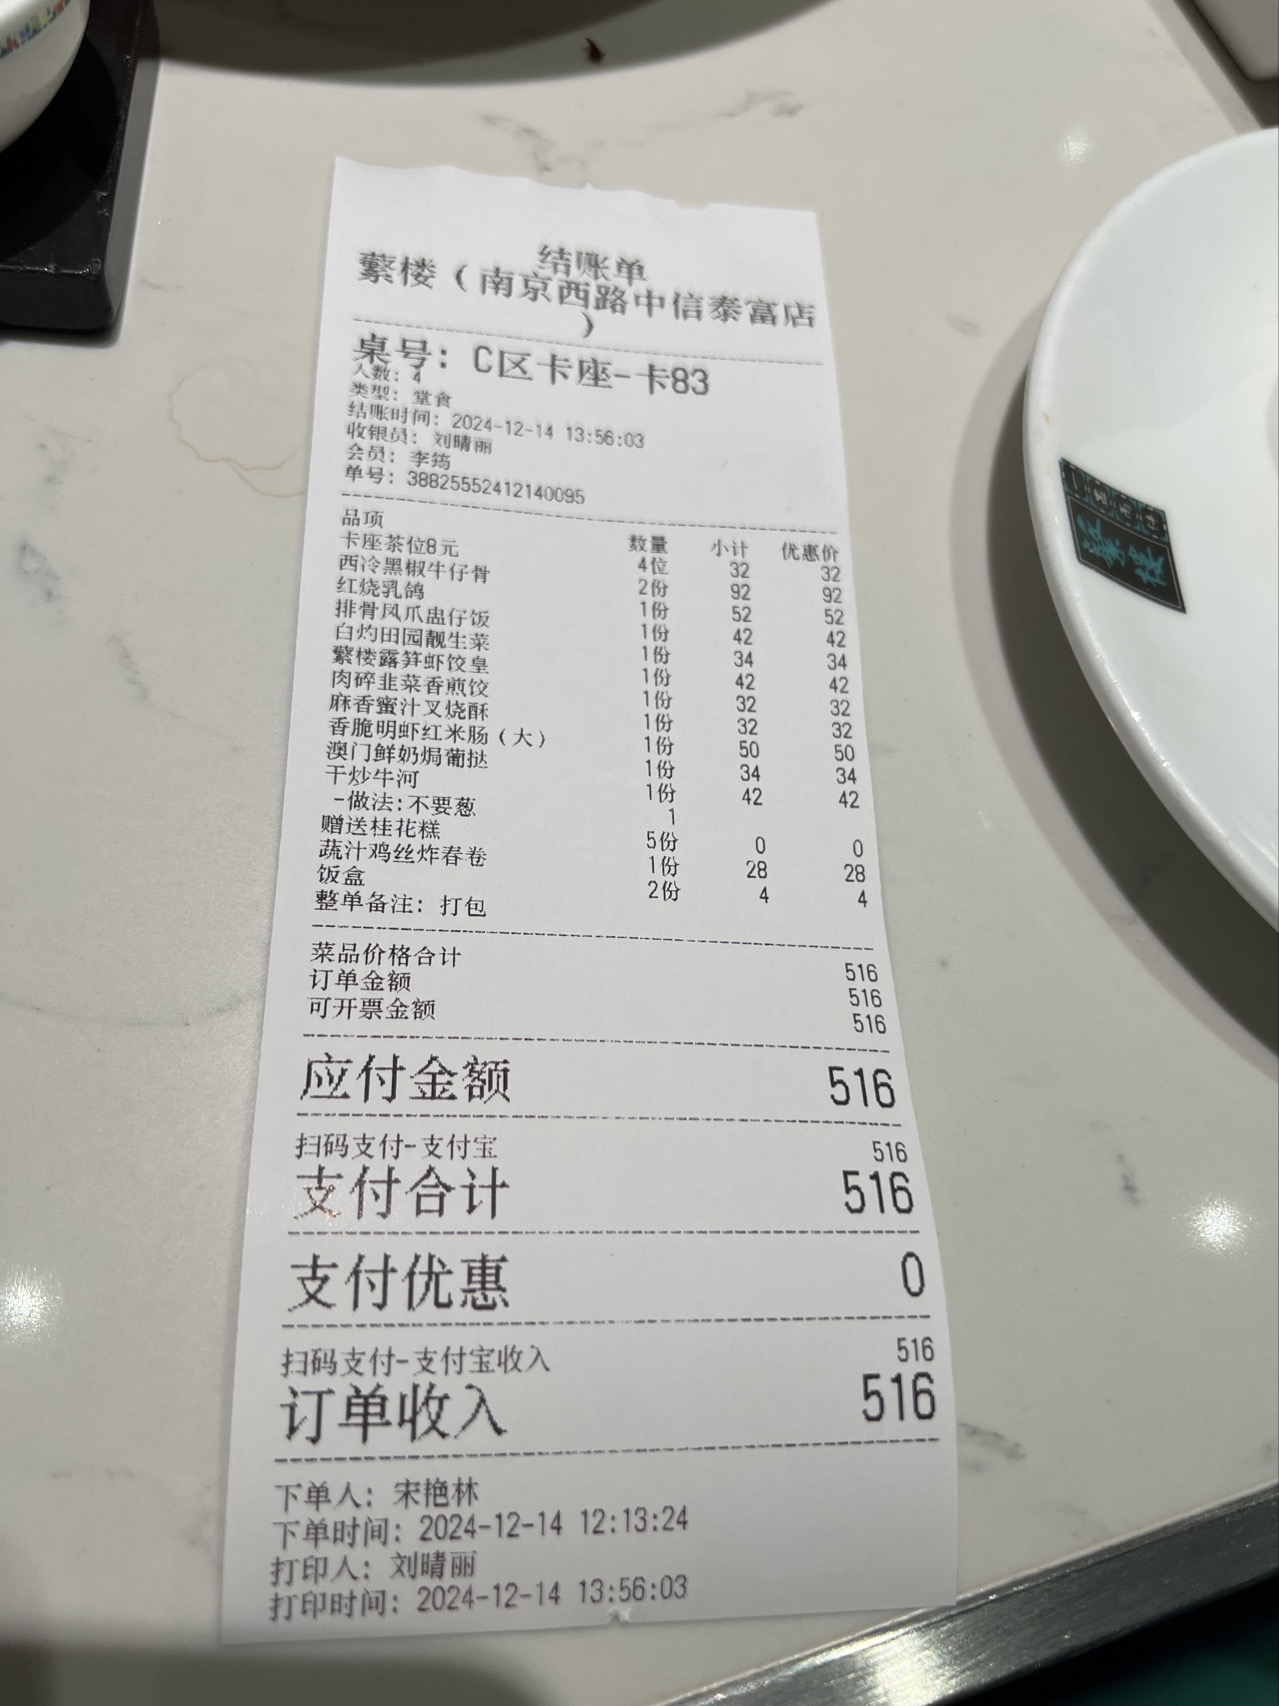 结账单
蘩楼（南京西路中信泰富店
）
桌号：C区卡座-卡83
人数：4
类型：堂食
结账时间：2024-12-14 13:56:03
收银员：刘晴丽
会员：李筠
单号：38825552412140095
品项 数量 小计 优惠价
卡座茶位8元 4位 32 32
西冷黑椒牛仔骨 2份 92 92
红烧乳鸽 1份 52 52
排骨凤爪盅仔饭 1份 42 42
白灼田园靓生菜 1份 34 34
蘩楼露笋虾饺皇 1份 42 42
肉碎韭菜香煎饺 1份 32 32
麻香蜜汁叉烧酥 1份 32 32
香脆明虾红米肠（大） 1份 50 50
澳门鲜奶焗葡挞 1份 34 34
干炒牛河 1份 42 42
-做法:不要葱 1
赠送桂花糕 5份 0 0
蔬汁鸡丝炸春卷 1份 28 28
饭盒 2份 4 4
整单备注：打包
菜品价格合计 516
订单金额 516
可开票金额 516
应付金额 516
扫码支付-支付宝 516
支付合计 516
支付优惠 0
扫码支付-支付宝收入 516
订单收入 516
下单人：宋艳林
下单时间：2024-12-14 12:13:24
打印人：刘晴丽
打印时间：2024-12-14 13:56:03
蘩楼